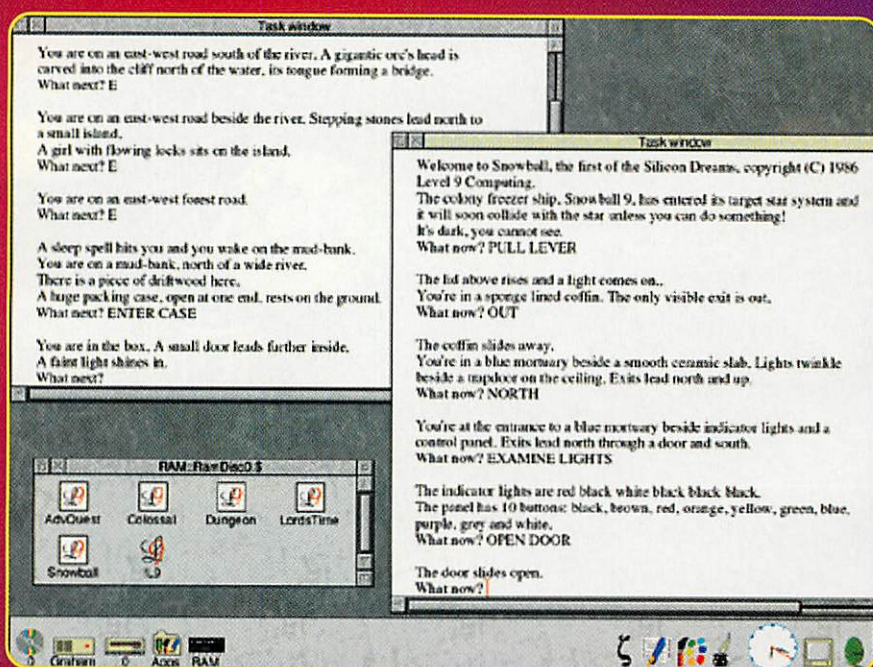 Task window
You are on an east-west road south of the river. A gigantic orc's head is
carved into the cliff north of the water, its tongue forming a bridge.
What next? E
You are on an east-west road beside the river. Stepping stones lead north to
a small island.
A girl with flowing locks sits on the island.
What next? E
You are on an east-west forest road.
What next? E
A sleep spell hits you and you wake on the mud-bank.
You are on a mud-bank, north of a wide river.
There is a piece of driftwood here.
A huge packing case, open at one end, rests on the ground.
What next? ENTER CASE
You are in the box. A small door leads further inside.
A faint light shines in.
What next?
Task window
Welcome to Snowball, the first of the Silicon Dreams, copyright (C) 1986
Level 9 Computing.
The colony freezer ship, Snowball 9, has entered its target star system and
it will soon collide with the star unless you can do something!
It's dark, you cannot see.
What now? PULL LEVER
The lid above rises and a light comes on..
You're in a sponge lined coffin. The only visible exit is out.
What now? OUT
The coffin slides away.
You're in a blue mortuary beside a smooth ceramic slab. Lights twinkle
beside a trapdoor on the ceiling. Exits lead north and up.
What now? NORTH
You're at the entrance to a blue mortuary beside indicator lights and a
control panel. Exits lead north through a door and south.
What now? EXAMINE LIGHTS
The indicator lights are red black white black black black.
The panel has 10 buttons: black, brown, red, orange, yellow, green, blue,
purple, grey and white.
What now? OPEN DOOR
The door slides open.
What now?
RAM::RamDisc0.$
AdvQuest Colossal Dungeon LordsTime
Snowball L9
0 Graham 0 Apps RAM